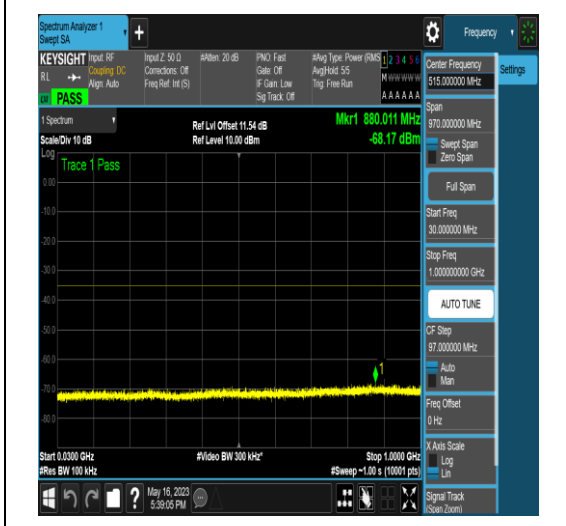 Spectrum Analyzer 1
Swept SA
+
Frequency
KEYSIGHT
RL
Input: RF
Coupling: DC
Align: Auto
Input Z: 50 Ω
Corrections: Off
Freq Ref: Int (S)
#Atten: 20 dB
PNO: Fast
Gate: Off
IF Gain: Low
Sig Track: Off
#Avg Type: Power (RMS
Avg|Hold: 5/5
Trig: Free Run
1 2 3 4 5 6
M w w w w w
A A A A A A
PASS
1 Spectrum
Scale/Div 10 dB
Ref Lvl Offset 11.54 dB
Ref Level 10.00 dBm
Mkr1 880.011 MHz
-68.17 dBm
Log
Trace 1 Pass
0.00
-10.0
-20.0
-30.0
-40.0
-50.0
-60.0
-70.0
-80.0
1
Start 0.0300 GHz
#Res BW 100 kHz
#Video BW 300 kHz*
Stop 1.0000 GHz
#Sweep ~1.00 s (10001 pts)
?
May 16, 2023
5:39:05 PM
Center Frequency
515.000000 MHz
Settings
Span
970.000000 MHz
Swept Span
Zero Span
Full Span
Start Freq
30.000000 MHz
Stop Freq
1.000000000 GHz
AUTO TUNE
CF Step
97.000000 MHz
Auto
Man
Freq Offset
0 Hz
X Axis Scale
Log
Lin
Signal Track
(Span Zoom)